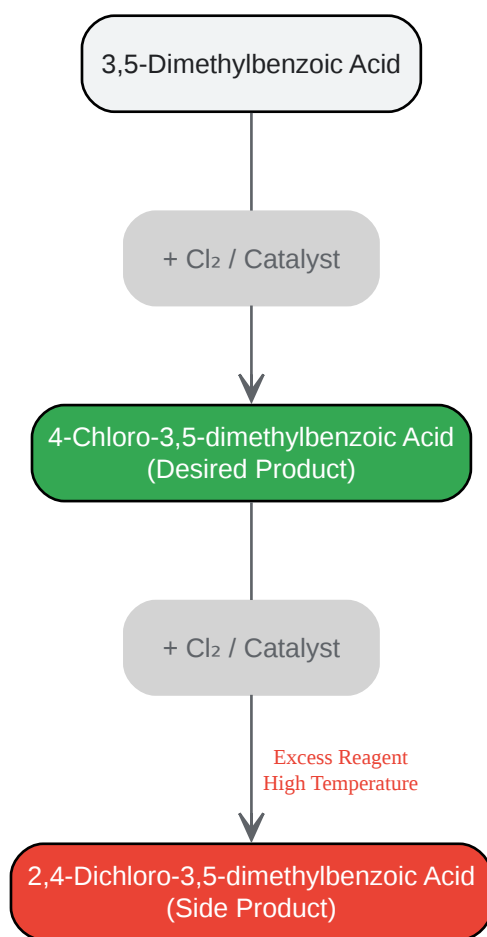 3,5-Dimethylbenzoic Acid
+ Cl₂ / Catalyst
4-Chloro-3,5-dimethylbenzoic Acid
(Desired Product)
+ Cl₂ / Catalyst
Excess Reagent
High Temperature
2,4-Dichloro-3,5-dimethylbenzoic Acid
(Side Product)